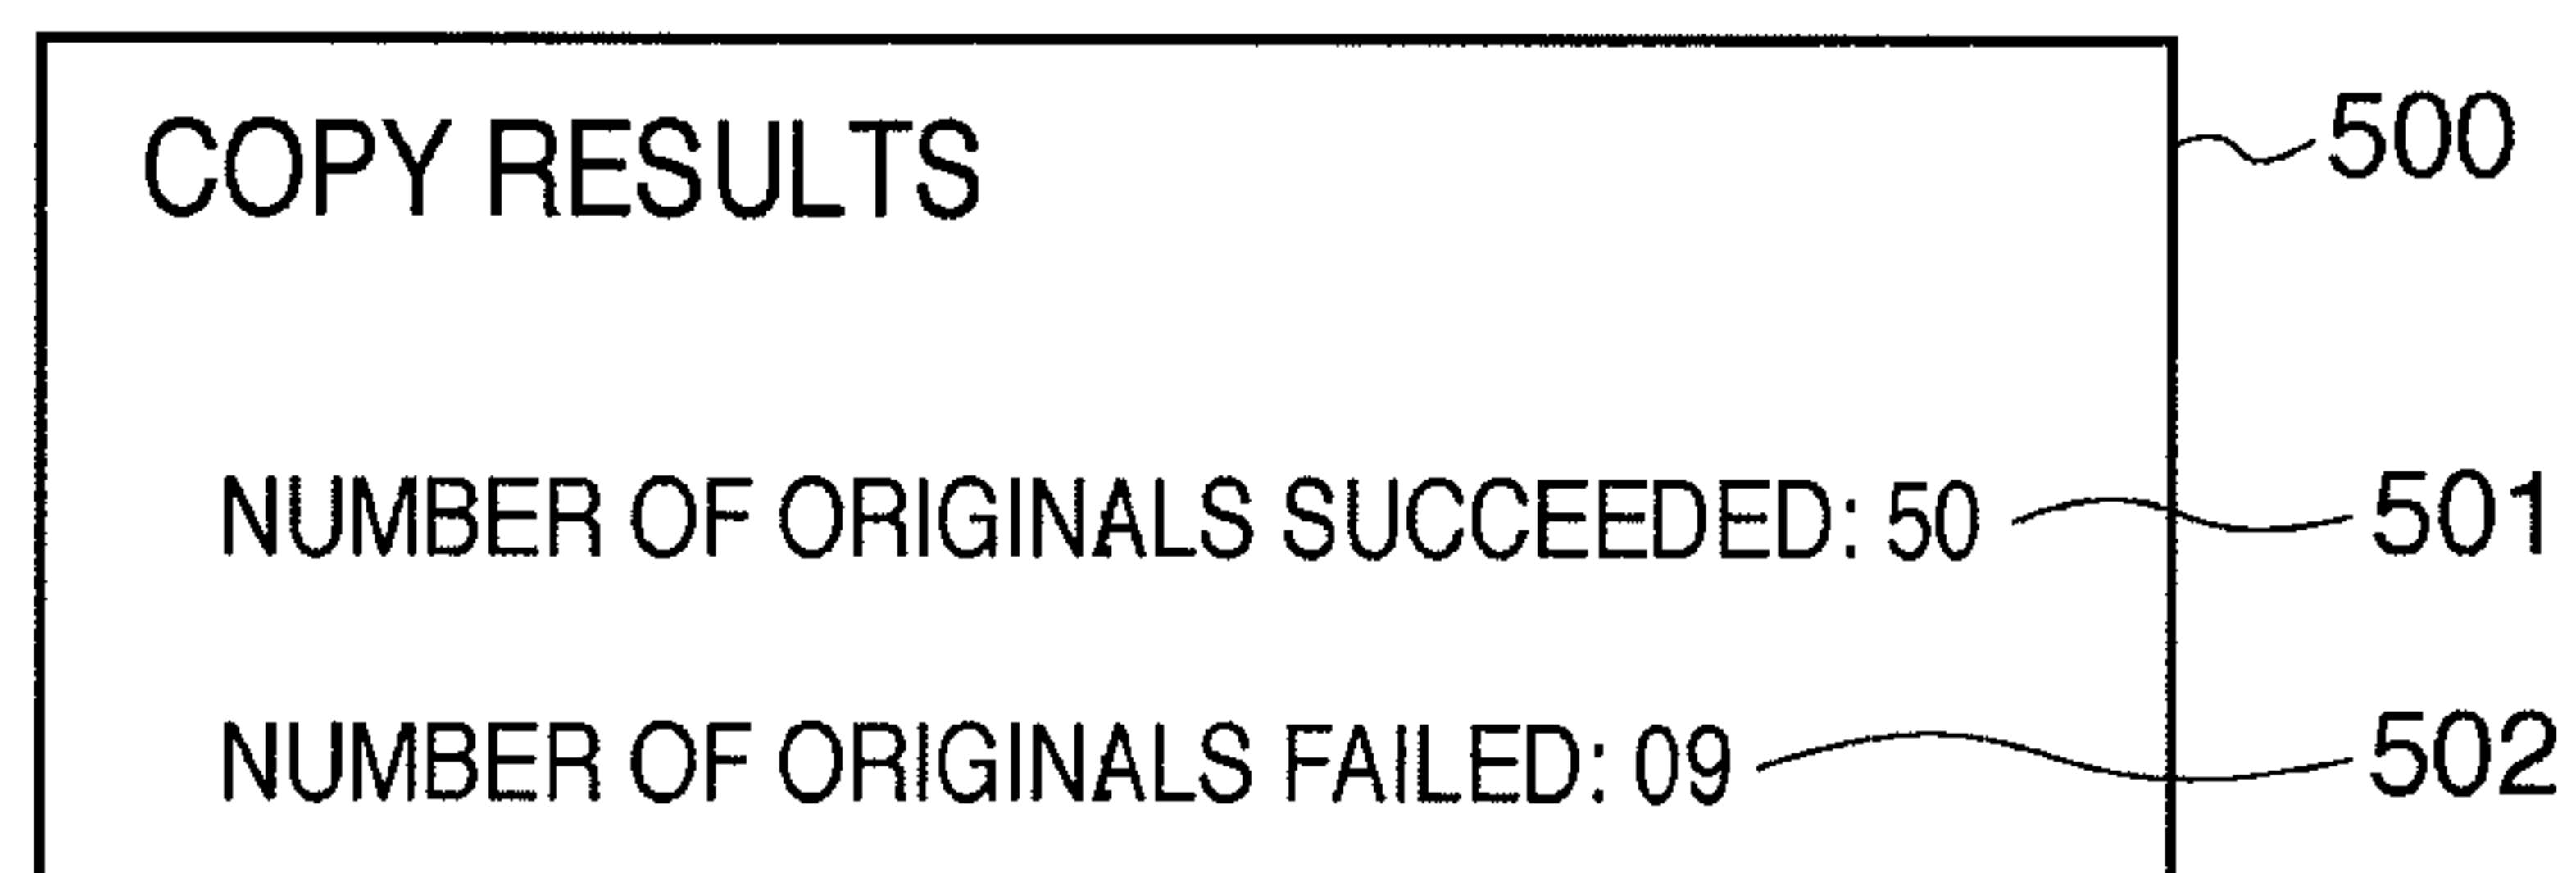 COPY RESULTS
500
NUMBER OF ORIGINALS SUCCEEDED: 50
501
NUMBER OF ORIGINALS FAILED: 09
502